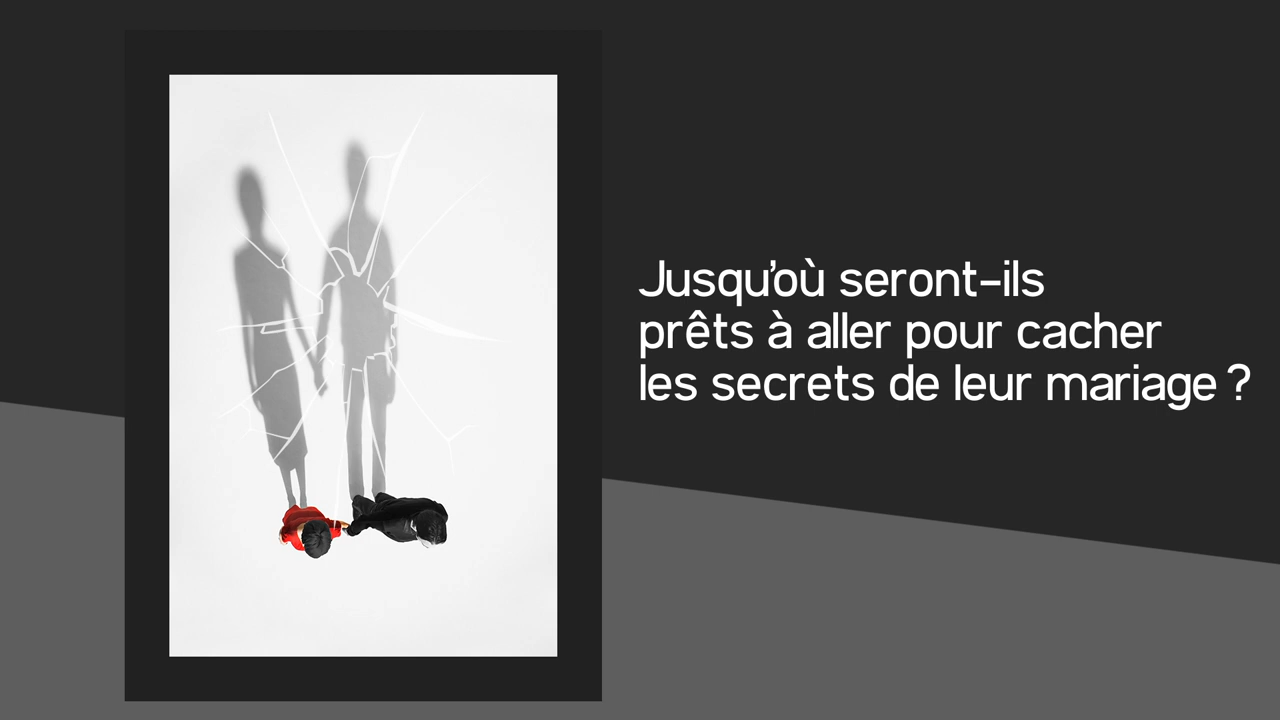 Jusqu'où seront-ils
prêts à aller pour cacher
les secrets de leur mariage ?